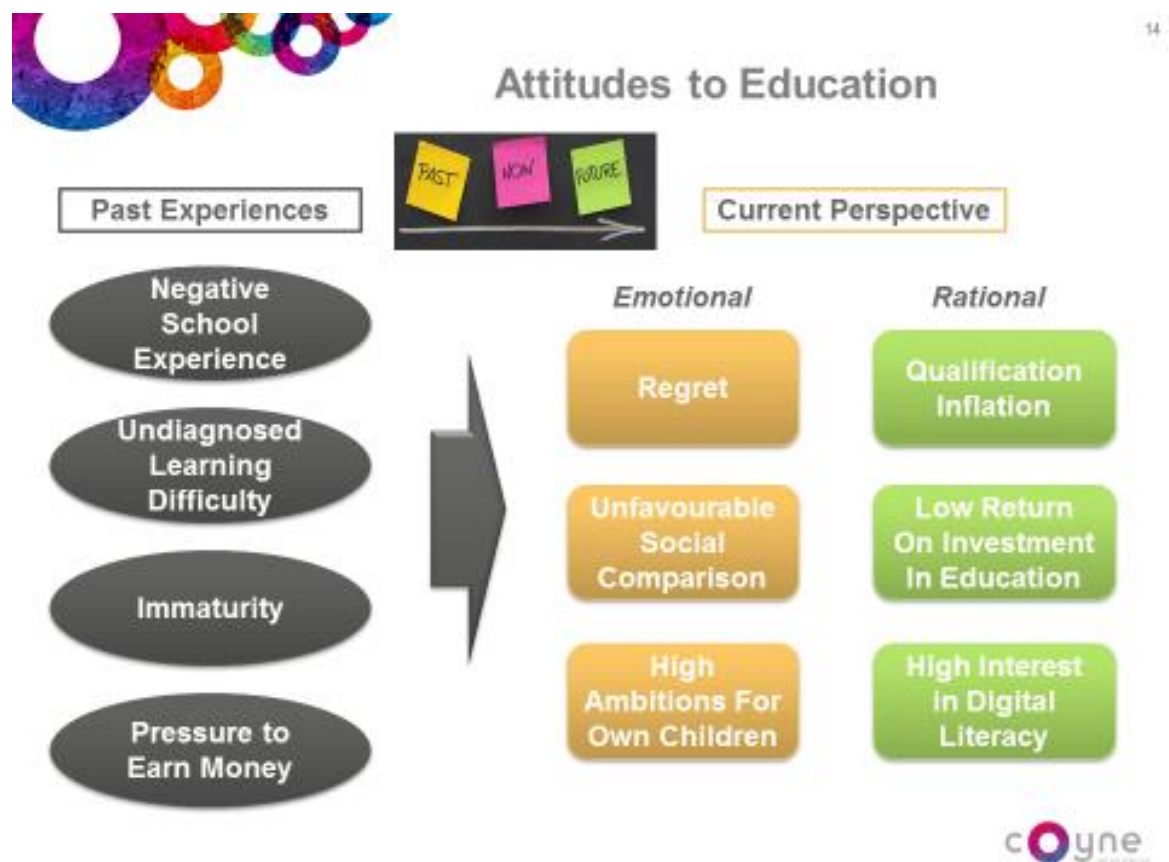 14
Attitudes to Education
PAST
NOW
FUTURE
Past Experiences
Current Perspective
Negative
School
Experience
Undiagnosed
Learning
Difficulty
Immaturity
Pressure to
Earn Money
Emotional
Regret
Unfavourable
Social
Comparison
High
Ambitions For
Own Children
Rational
Qualification
Inflation
Low Return
On Investment
In Education
High Interest
in Digital
Literacy
coyne